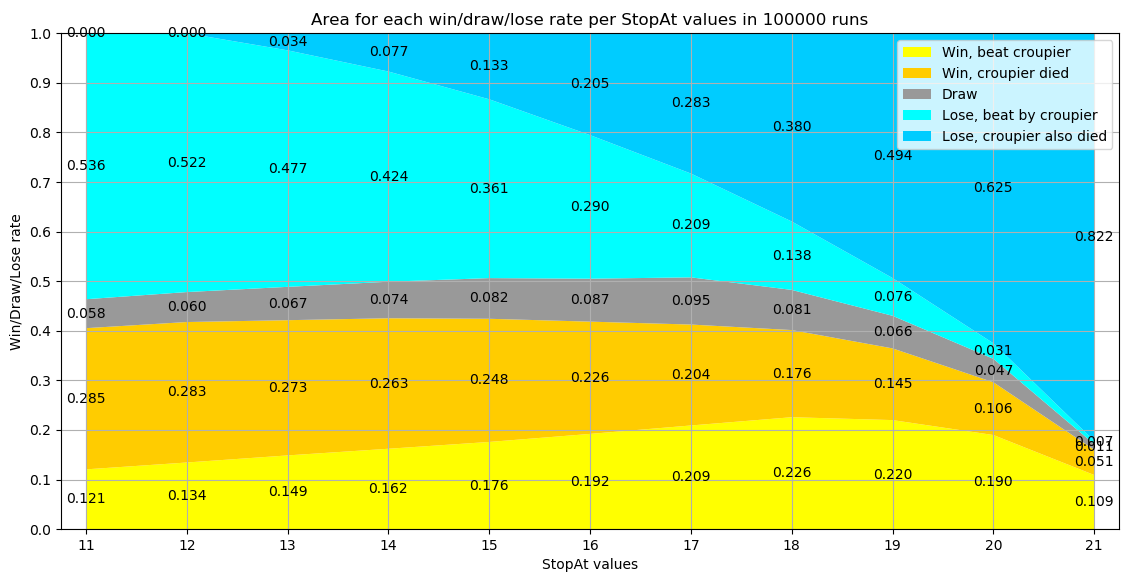 Area for each win/draw/lose rate per StopAt values in 100000 runs
Win/Draw/Lose rate
1.0
0.9
0.8
0.7
0.6
0.5
0.4
0.3
0.2
0.1
0.0
0.000 0.000 0.034 0.077 0.133 0.205 0.283 0.380 0.494 0.625 0.822
0.536 0.522 0.477 0.424 0.361 0.290 0.209 0.138 0.076 0.031 0.007
0.058 0.060 0.067 0.074 0.082 0.087 0.095 0.081 0.066 0.047 0.011
0.285 0.283 0.273 0.263 0.248 0.226 0.204 0.176 0.145 0.106 0.051
0.121 0.134 0.149 0.162 0.176 0.192 0.209 0.226 0.220 0.190 0.109
Win, beat croupier
Win, croupier died
Draw
Lose, beat by croupier
Lose, croupier also died
11 12 13 14 15 16 17 18 19 20 21
StopAt values